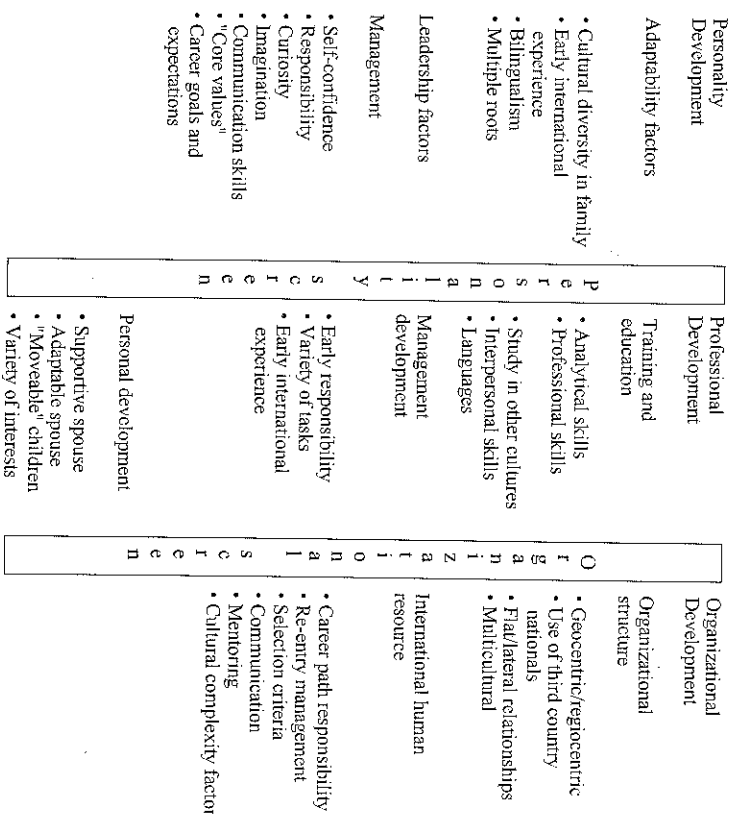 Personality
Development
Adaptability factors
• Cultural diversity in family
• Early international
experience
• Bilingualism
• Multiple roots
Leadership factors
Management
• Self-confidence
• Responsibility
• Curiosity
• Imagination
• Communication skills
• "Core values"
• Career goals and
expectations
Personality screen
Professional
Development
Training and
education
• Analytical skills
• Professional skills
• Study in other cultures
• Interpersonal skills
• Languages
Management
development
• Early responsibility
• Variety of tasks
• Early international
experience
Personal development
• Supportive spouse
• Adaptable spouse
• "Moveable" children
• Variety of interests
Organizational screen
Organizational
Development
Organizational
structure
• Geocentric/regiocentric
• Use of third country
nationals
• Flat/lateral relationships
• Multicultural
International human
resource
• Career path responsibility
• Re-entry management
• Selection criteria
• Communication
• Mentoring
• Cultural complexity factor